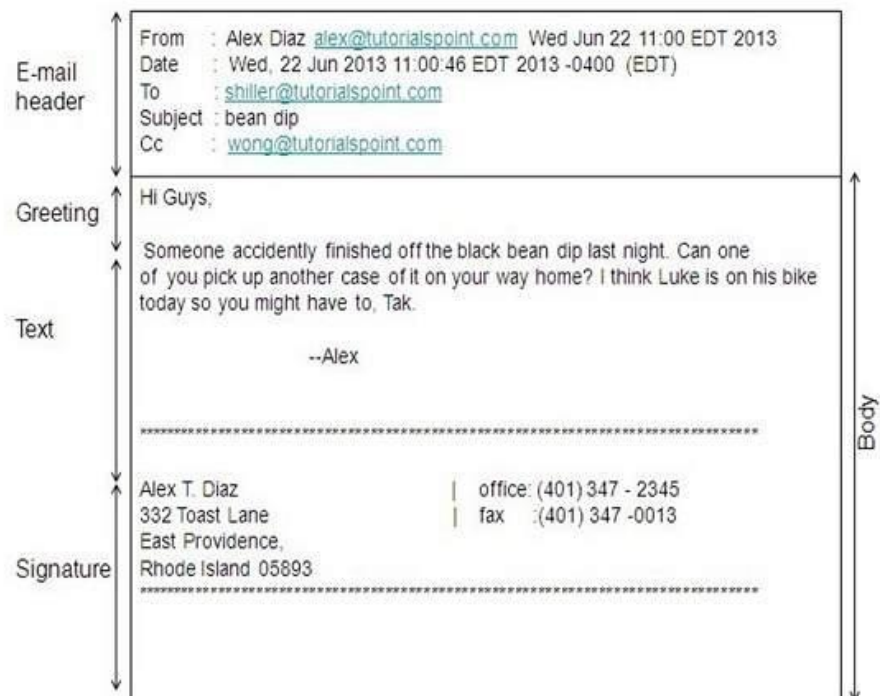 E-mail
header
From : Alex Diaz alex@tutorialspoint.com Wed Jun 22 11:00 EDT 2013
Date : Wed, 22 Jun 2013 11:00:46 EDT 2013 -0400 (EDT)
To : shiller@tutorialspoint.com
Subject : bean dip
Cc : wong@tutorialspoint.com
Greeting
Hi Guys,
Text
Someone accidently finished off the black bean dip last night. Can one
of you pick up another case of it on your way home? I think Luke is on his bike
today so you might have to, Tak.
--Alex
******************************************************************************************
Signature
Alex T. Diaz | office: (401) 347 - 2345
332 Toast Lane | fax :(401) 347 -0013
East Providence,
Rhode Island 05893
******************************************************************************************
Body